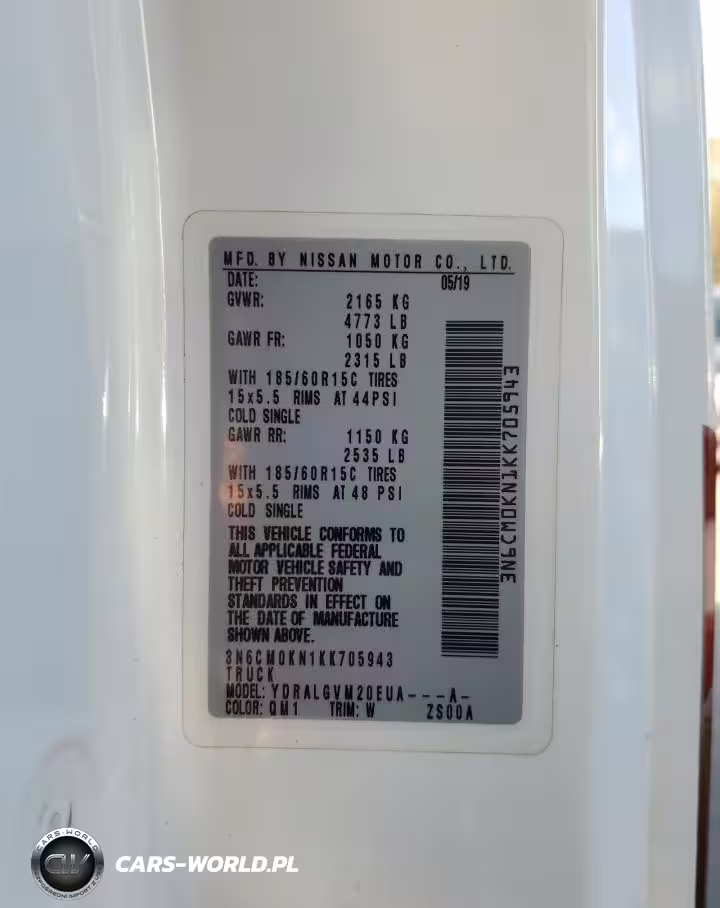 MFD. BY NISSAN MOTOR CO., LTD.
DATE: 05/19
GVWR: 2165 KG
4773 LB
GAWR FR: 1050 KG
2315 LB
WITH 185/60R15C TIRES
15x5.5 RIMS AT 44PSI
COLD SINGLE
GAWR RR: 1150 KG
2535 LB
WITH 185/60R15C TIRES
15x5.5 RIMS AT 48 PSI
COLD SINGLE
THIS VEHICLE CONFORMS TO
ALL APPLICABLE FEDERAL
MOTOR VEHICLE SAFETY AND
THEFT PREVENTION
STANDARDS IN EFFECT ON
THE DATE OF MANUFACTURE
SHOWN ABOVE.
3N6CM0KN1KK705943
TRUCK
MODEL: YDRALGVM20EUA---A-
COLOR: QM1 TRIM: W ZS00A
3N6CM0KN1KK705943
CARS-WORLD
CW
CARS-WORLD.PL